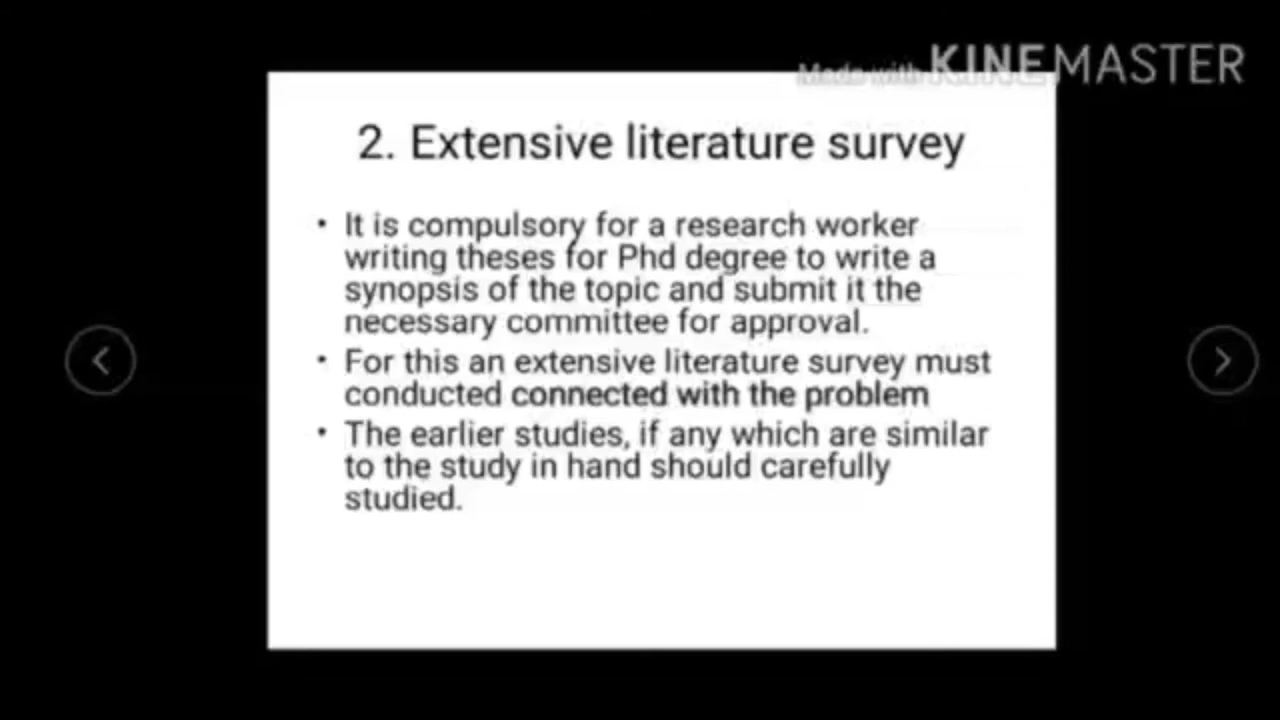 Made with KINEMASTER
2. Extensive literature survey
• It is compulsory for a research worker
writing theses for Phd degree to write a
synopsis of the topic and submit it the
necessary committee for approval.
• For this an extensive literature survey must
conducted connected with the problem
• The earlier studies, if any which are similar
to the study in hand should carefully
studied.